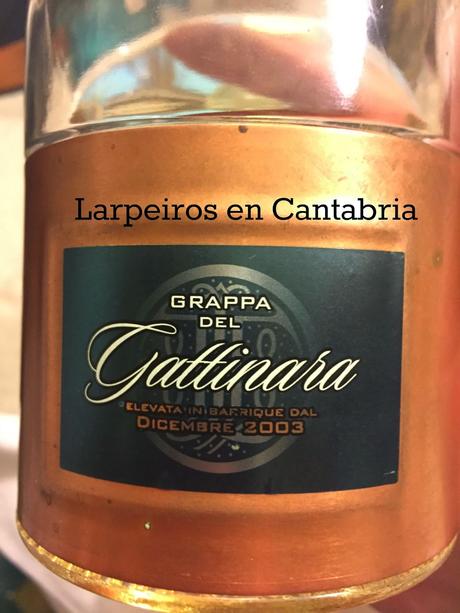 Larpeiros en Cantabria
GRAPPA
DEL
Gattinara
ELEVATA IN BARRIQUE DAL
DICEMBRE 2003